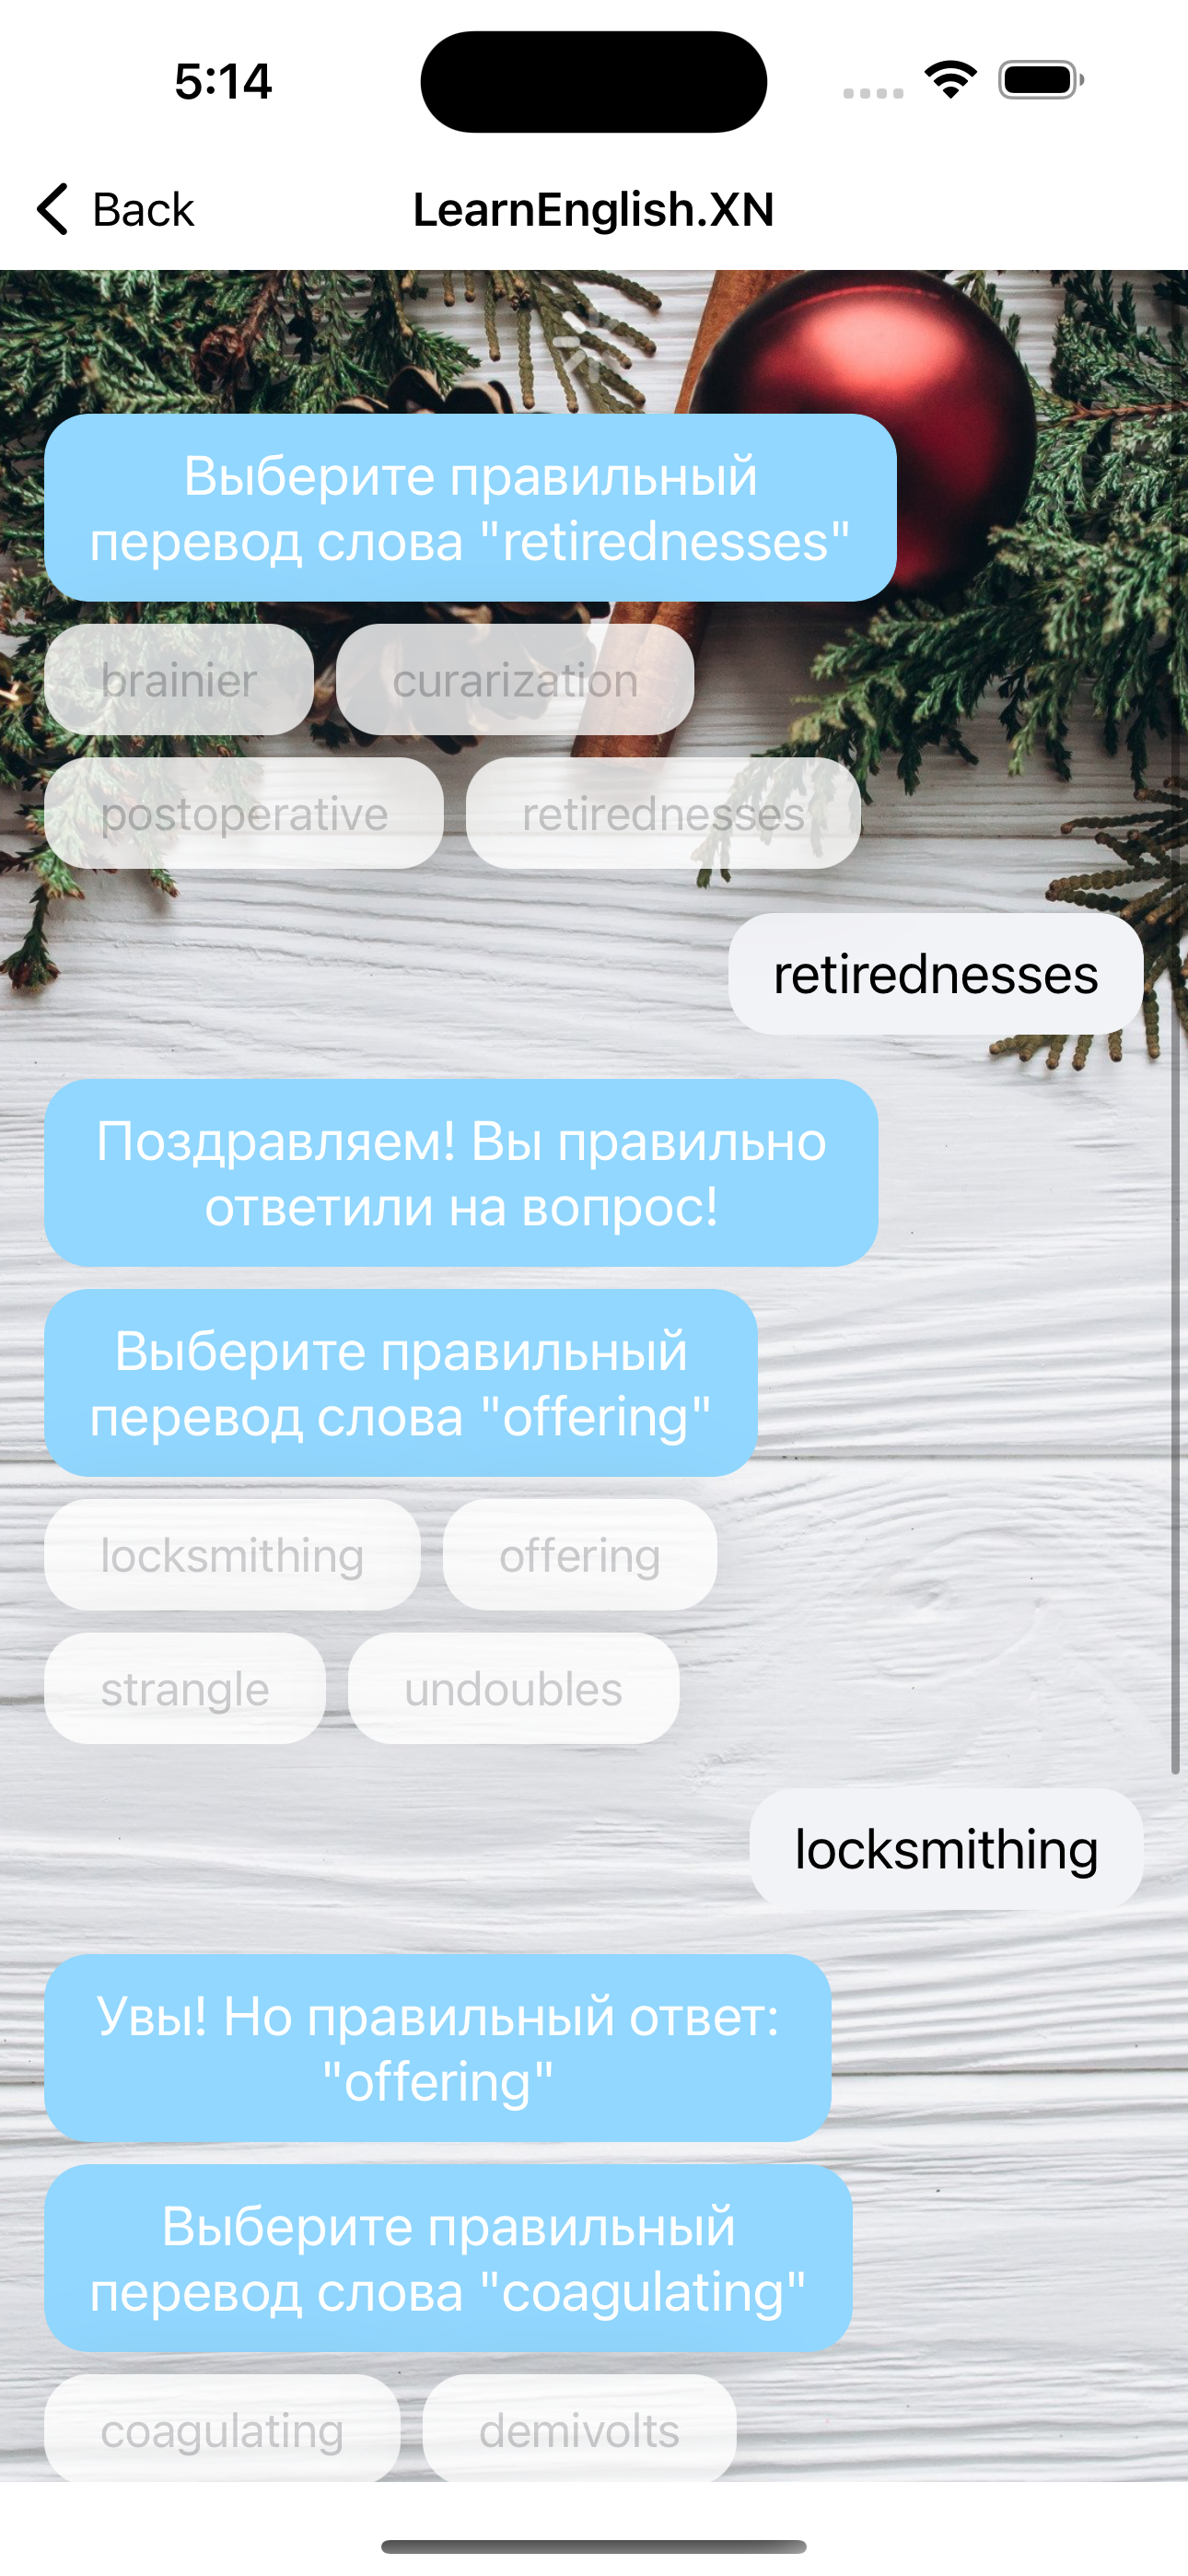 5:14
Back
LearnEnglish.XN
Выберите правильный
перевод слова "retirednesses"
brainier
curarization
postoperative
retirednesses
retirednesses
Поздравляем! Вы правильно
ответили на вопрос!
Выберите правильный
перевод слова "offering"
locksmithing
offering
strangle
undoubles
locksmithing
Увы! Но правильный ответ:
"offering"
Выберите правильный
перевод слова "coagulating"
coagulating
demivolts